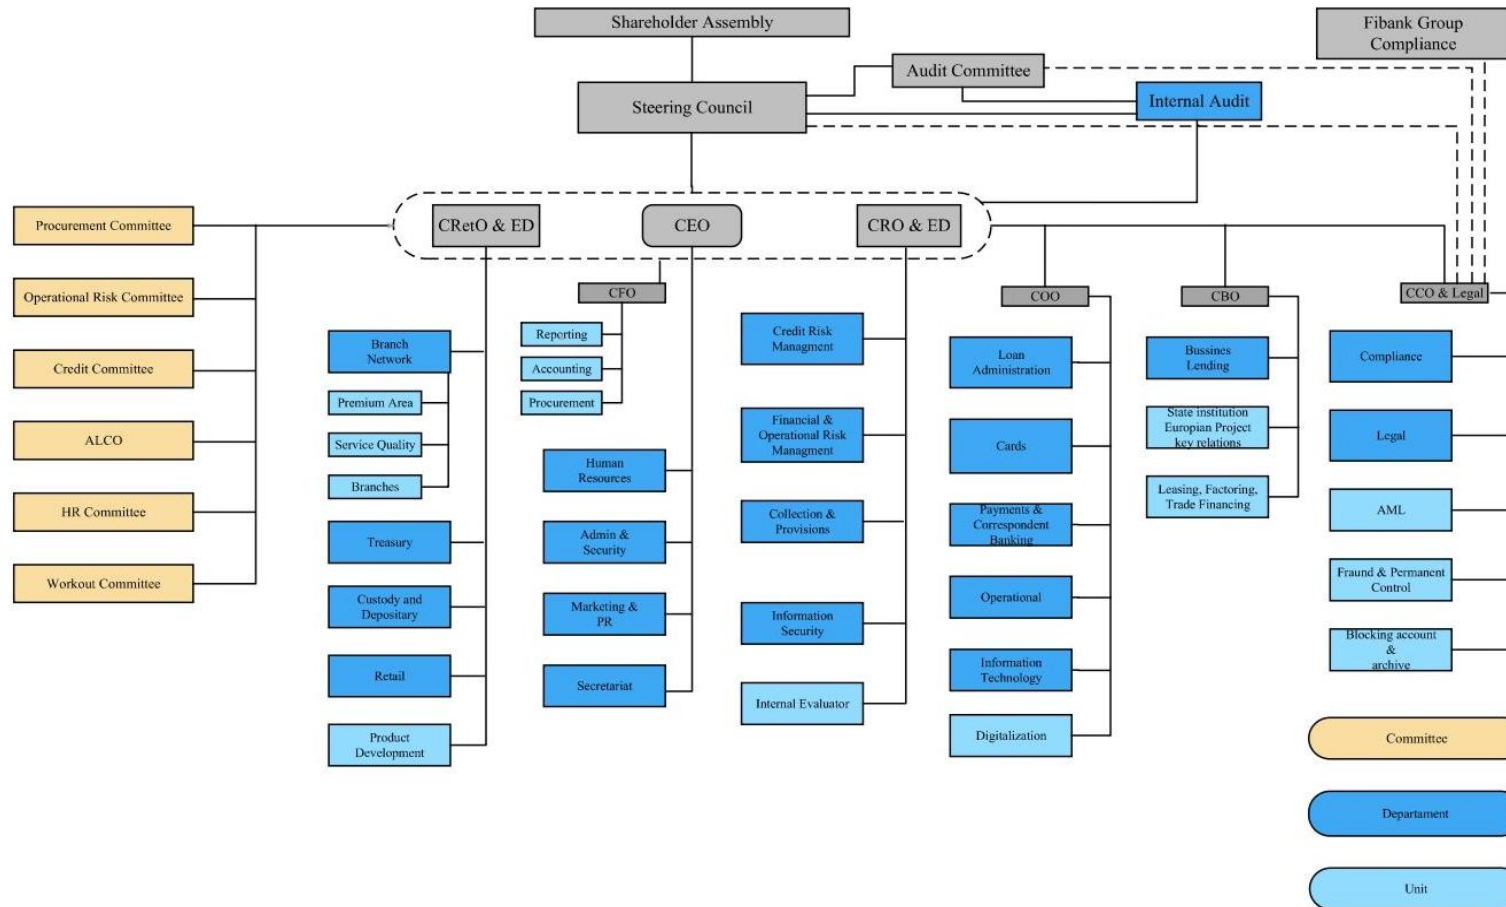 Shareholder Assembly
Fibank Group
Compliance
Audit Committee
Steering Council
Internal Audit
Procurement Committee
CRetO & ED
CEO
CRO & ED
Operational Risk Committee
CFO
COO
CBO
CCO & Legal
Credit Committee
ALCO
HR Committee
Workout Committee
Branch
Network
Premium Area
Service Quality
Branches
Treasury
Custody and
Depositary
Retail
Product
Development
Reporting
Accounting
Procurement
Human
Resources
Admin &
Security
Marketing &
PR
Secretariat
Credit Risk
Managment
Financial &
Operational Risk
Managment
Collection &
Provisions
Information
Security
Internal Evaluator
Loan
Administration
Cards
Payments &
Correspondent
Banking
Operational
Information
Technology
Digitalization
Bussines
Lending
State institution
Europian Project
key relations
Leasing, Factoring,
Trade Financing
Compliance
Legal
AML
Fraund & Permanent
Control
Blocking account
&
archive
Committee
Departament
Unit